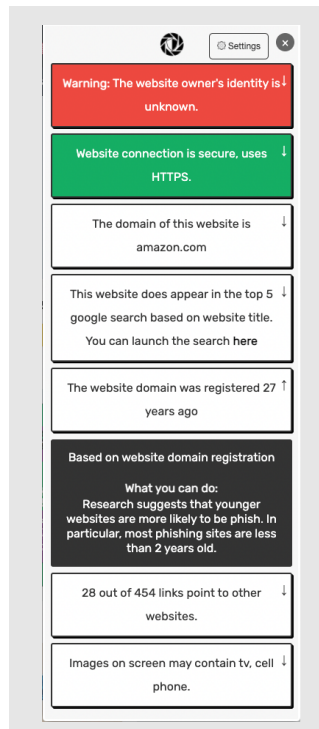 Settings
×
Warning: The website owner's identity is↓
unknown.
Website connection is secure, uses ↓
HTTPS.
The domain of this website is ↓
amazon.com
This website does appear in the top 5 ↓
google search based on website title.
You can launch the search here
The website domain was registered 27 ↑
years ago
Based on website domain registration
What you can do:
Research suggests that younger
websites are more likely to be phish. In
particular, most phishing sites are less
than 2 years old.
28 out of 454 links point to other ↓
websites.
Images on screen may contain tv, cell ↓
phone.